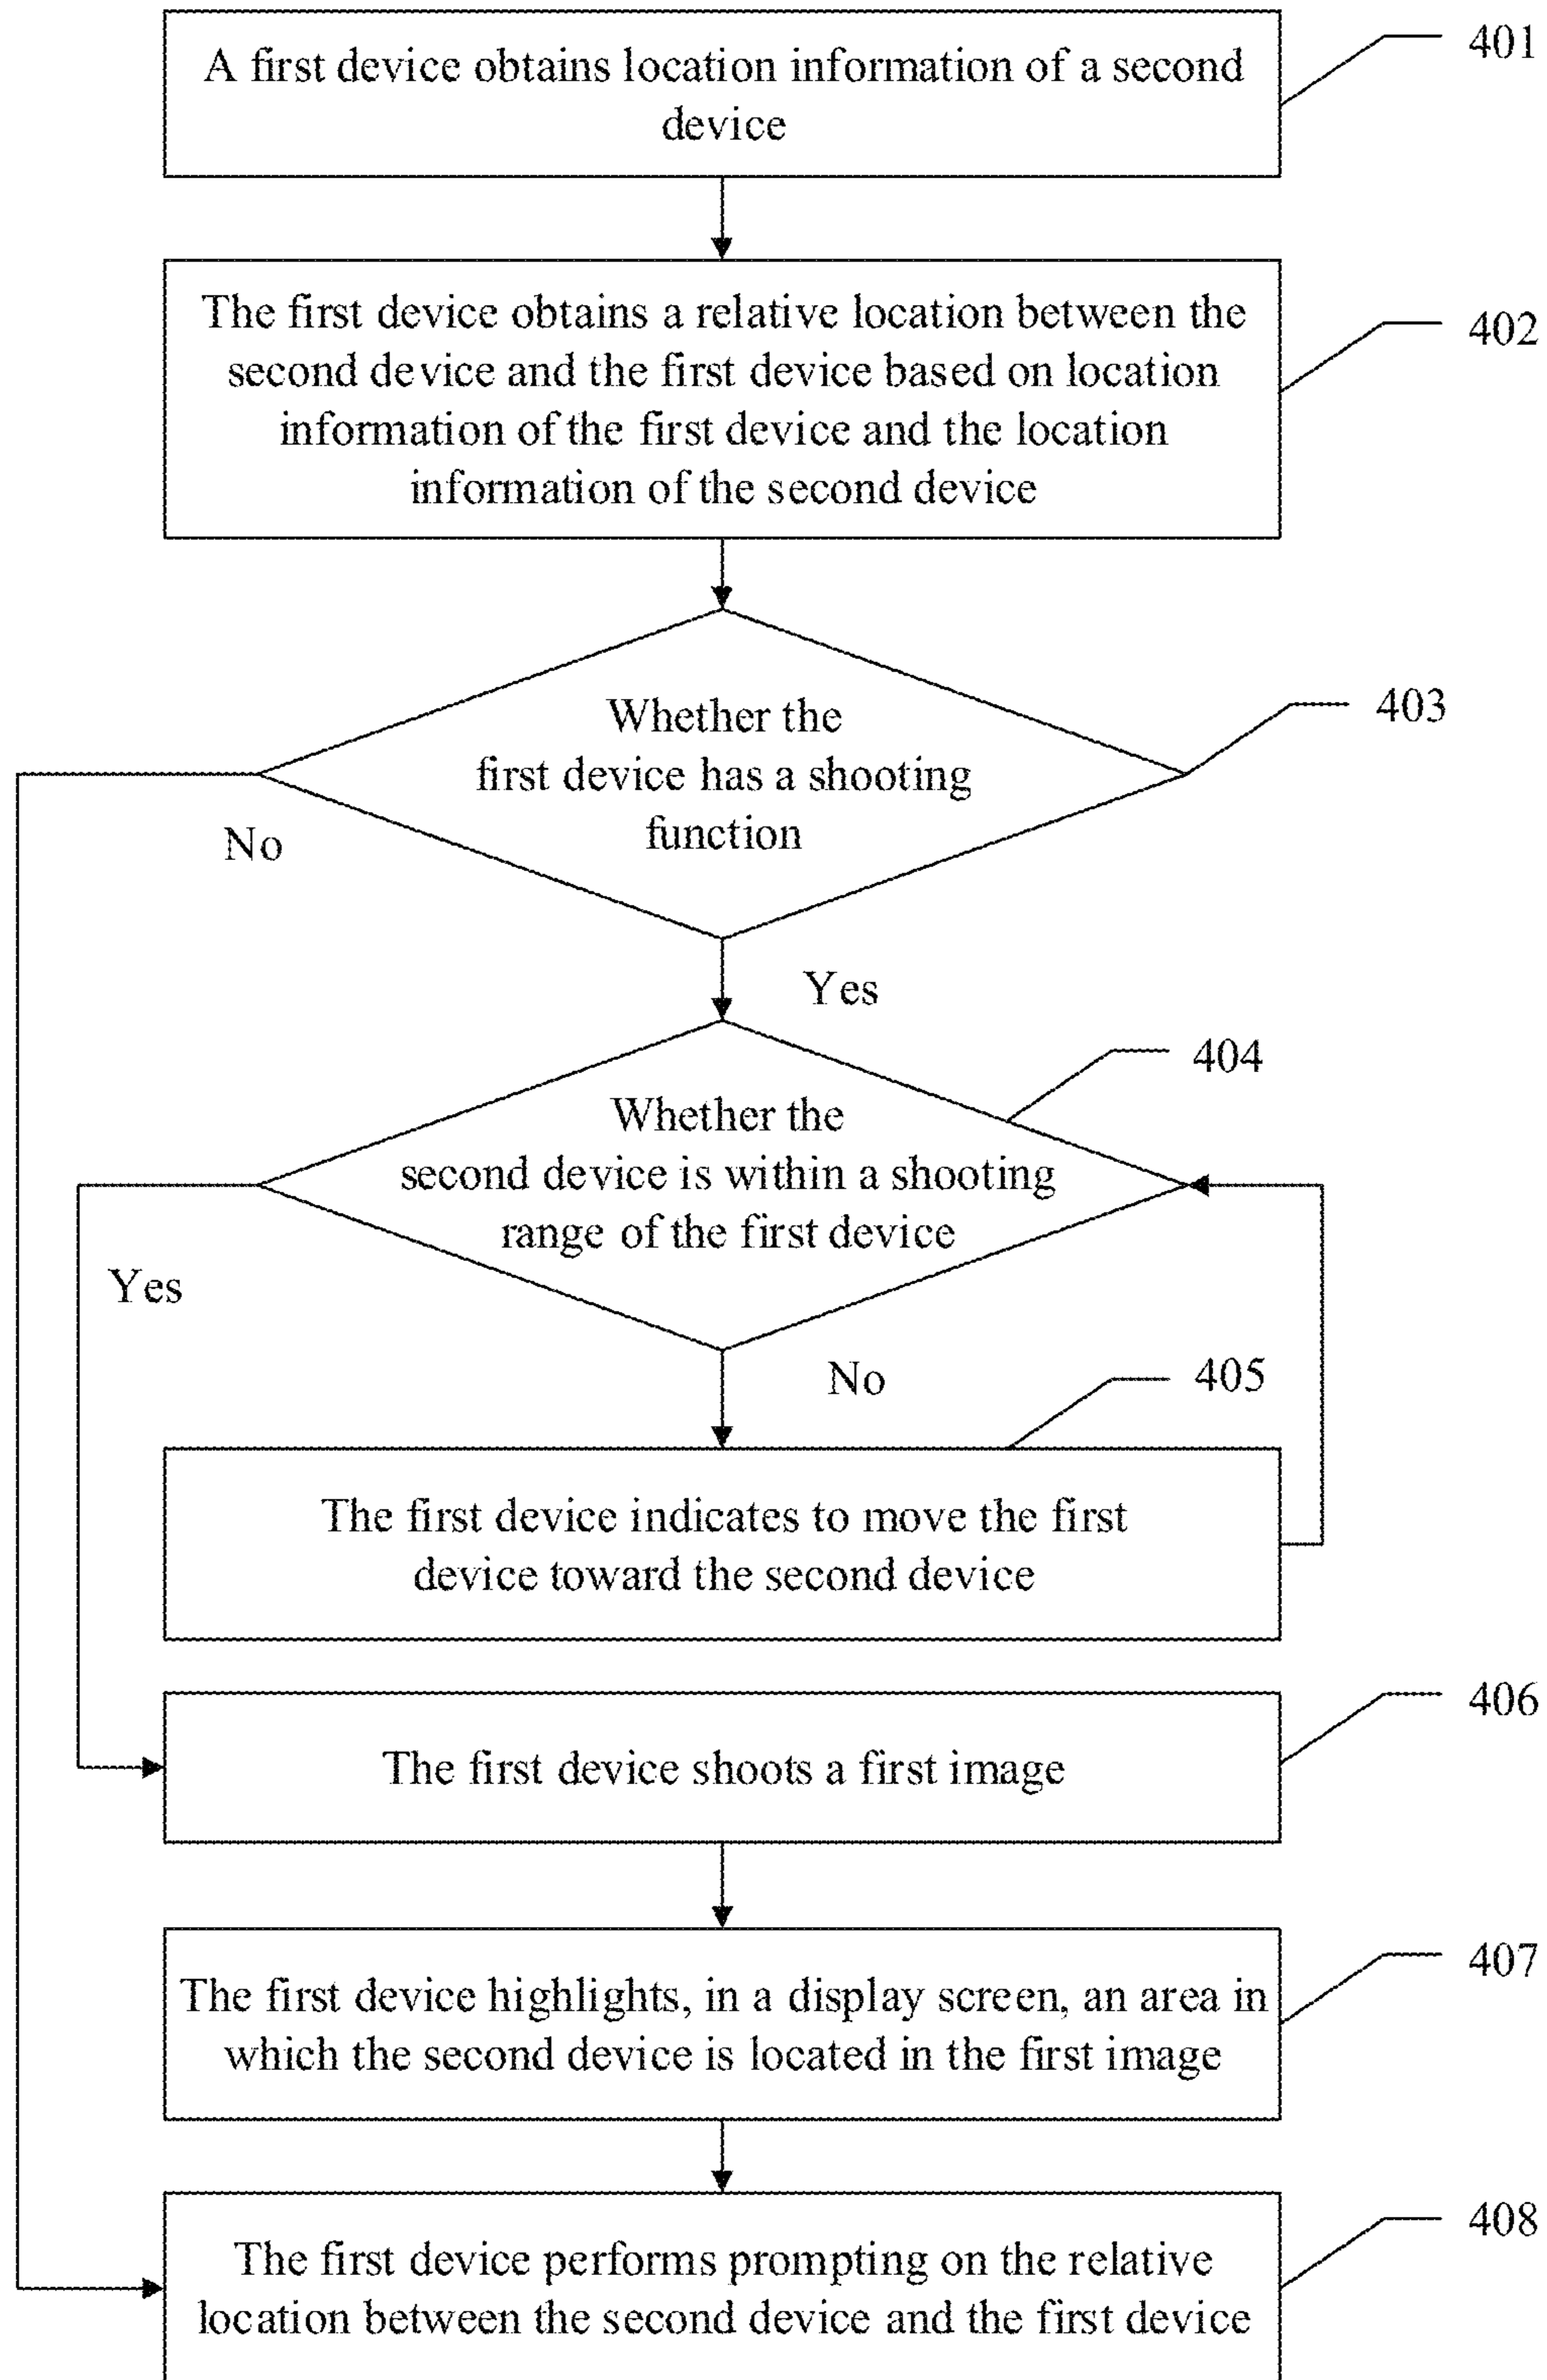 A first device obtains location information of a second
device
401
The first device obtains a relative location between the
second device and the first device based on location
information of the first device and the location
information of the second device
402
Whether the
first device has a shooting
function
403
No
Yes
404
Whether the
second device is within a shooting
range of the first device
Yes
No
405
The first device indicates to move the first
device toward the second device
406
The first device shoots a first image
407
The first device highlights, in a display screen, an area in
which the second device is located in the first image
408
The first device performs prompting on the relative
location between the second device and the first device